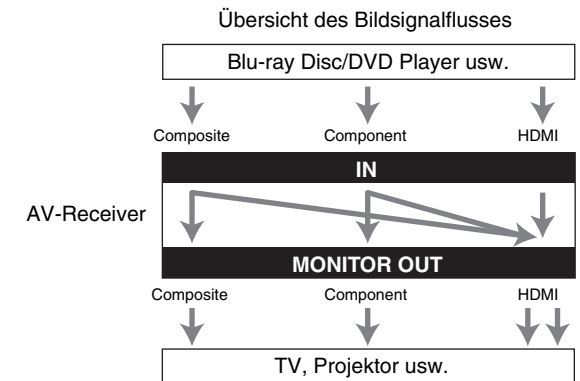 Übersicht des Bildsignalflusses
Blu-ray Disc/DVD Player usw.
Composite Component HDMI
IN
AV-Receiver
MONITOR OUT
Composite Component HDMI
TV, Projektor usw.